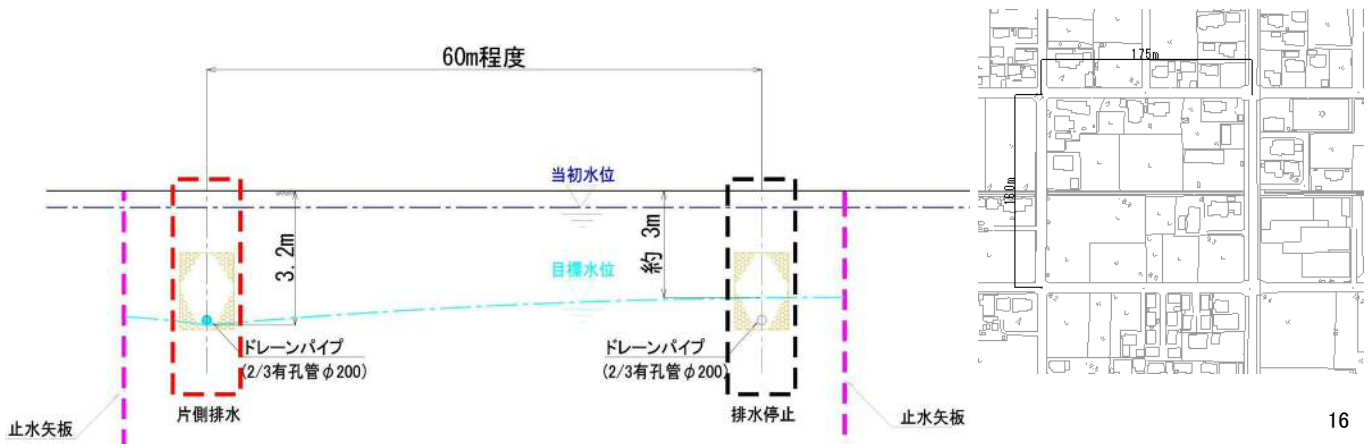 60m程度
175m
160m
当初水位
3.2m
約 3m
目標水位
ドレーンパイプ
(2/3有孔管φ200)
ドレーンパイプ
(2/3有孔管φ200)
止水矢板
片側排水
排水停止
止水矢板
16